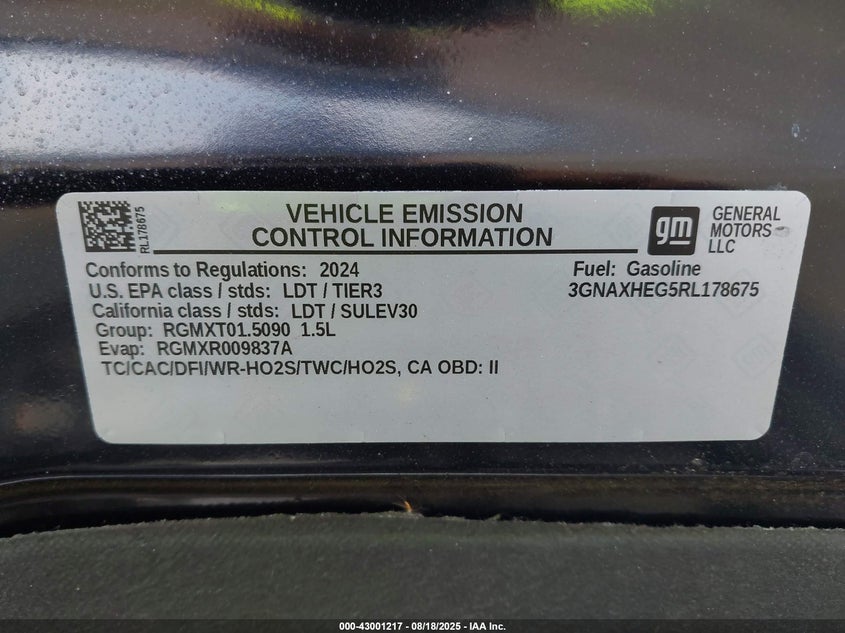 RL178675
VEHICLE EMISSION
CONTROL INFORMATION
gm
GENERAL
MOTORS
LLC
Conforms to Regulations: 2024
U.S. EPA class / stds: LDT / TIER3
California class / stds: LDT / SULEV30
Group: RGMXT01.5090 1.5L
Evap: RGMXR009837A
TC/CAC/DFI/WR-HO2S/TWC/HO2S, CA OBD: II
Fuel: Gasoline
3GNAXHEG5RL178675
000-43001217 - 08/18/2025 - IAA Inc.